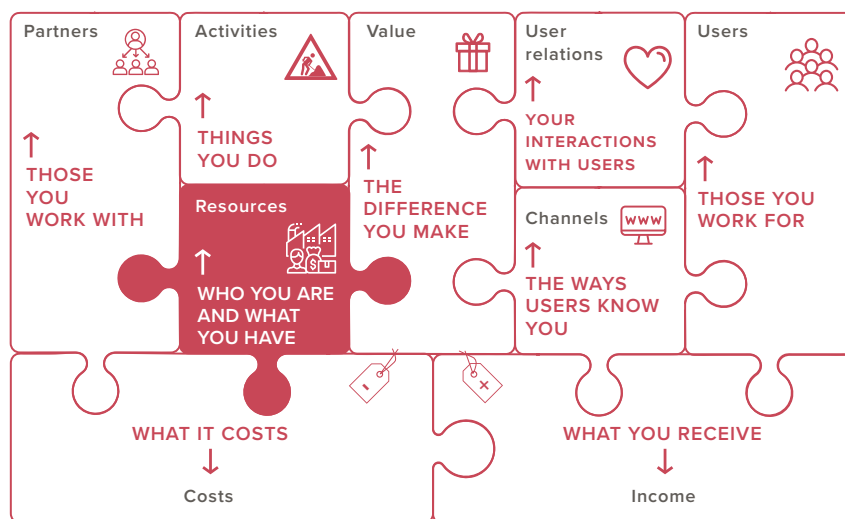 Partners
THOSE
YOU
WORK WITH
Activities
THINGS
YOU DO
Resources
$
WHO YOU ARE
AND WHAT
YOU HAVE
Value
THE
DIFFERENCE
YOU MAKE
User
relations
YOUR
INTERACTIONS
WITH USERS
Channels
www
THE WAYS
USERS KNOW
YOU
Users
THOSE YOU
WORK FOR
-
+
WHAT IT COSTS
Costs
WHAT YOU RECEIVE
Income